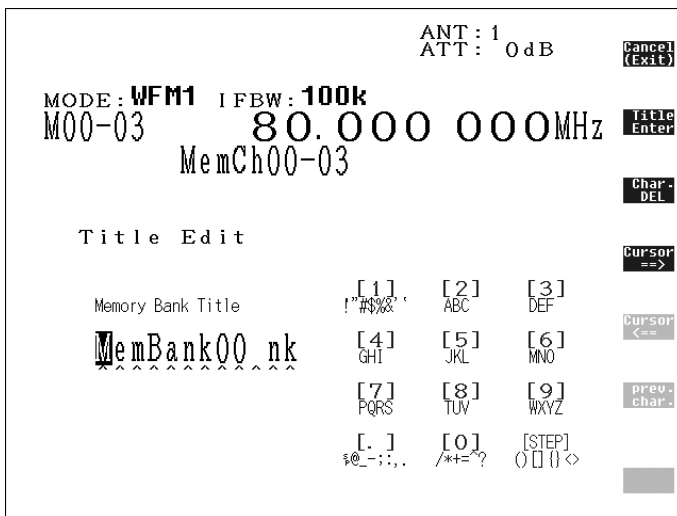 ANT:1
ATT: 0dB
Cancel
(Exit)
MODE:WFM1 IFBW:100k
M00-03 80.000 000MHz
Title
Enter
MemCh00-03
Char.
DEL
Title Edit
Cursor
==>
Memory Bank Title
[1] [2] [3]
!"#$%&'‘ ABC DEF
Cursor
<==
MemBank00 nk
[4] [5] [6]
GHI JKL MNO
[7] [8] [9]
PQRS TUV WXYZ
prev.
char.
[. ] [0] [STEP]
$@_-;:,. /*+=^? ()[]{}<>